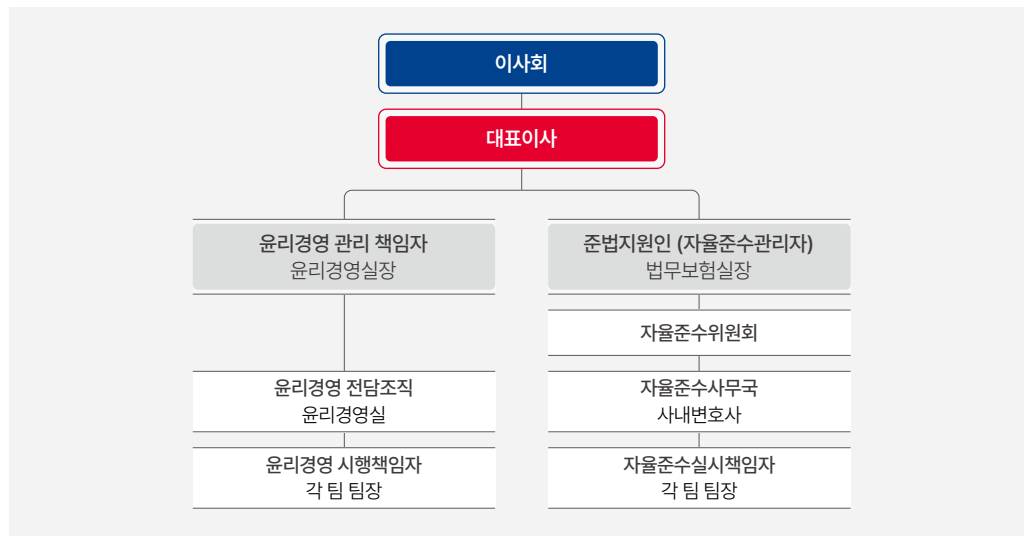 이사회
대표이사
윤리경영 관리 책임자
윤리경영실장
준법지원인 (자율준수관리자)
법무보험실장
자율준수위원회
윤리경영 전담조직
윤리경영실
자율준수사무국
사내변호사
윤리경영 시행책임자
각 팀 팀장
자율준수실시책임자
각 팀 팀장